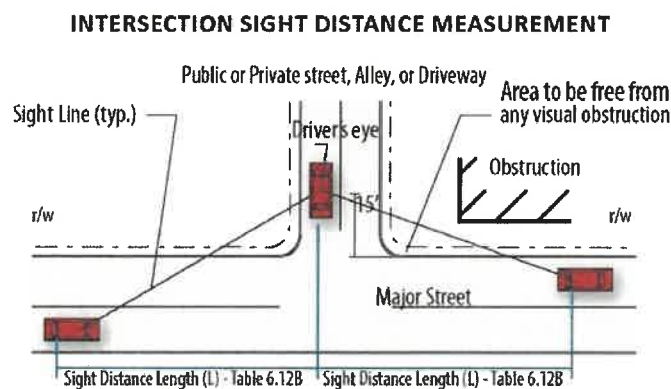 INTERSECTION SIGHT DISTANCE MEASUREMENT
Public or Private street, Alley, or Driveway
Sight Line (typ.)
Area to be free from
any visual obstruction
Driver's eye
Obstruction
r/w
15'
r/w
Major Street
Sight Distance Length (L) - Table 6.12B
Sight Distance Length (L) - Table 6.12B